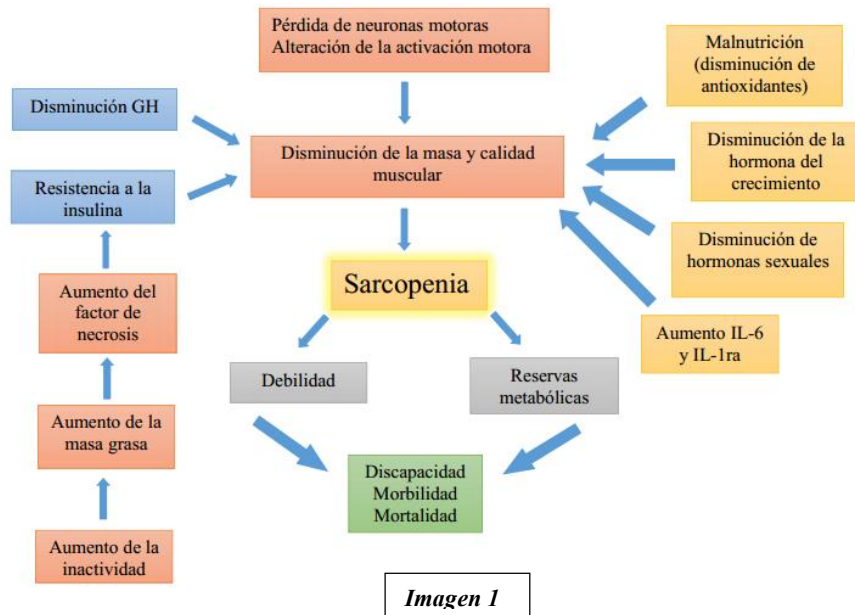 Pérdida de neuronas motoras
Alteración de la activación motora
Malnutrición
(disminución de
antioxidantes)
Disminución GH
Disminución de la masa y calidad
muscular
Disminución de la
hormona del
crecimiento
Resistencia a la
insulina
Disminución de
hormonas sexuales
Sarcopenia
Aumento del
factor de
necrosis
Aumento IL-6
y IL-1ra
Debilidad
Reservas
metabólicas
Aumento de la
masa grasa
Discapacidad
Morbilidad
Mortalidad
Aumento de la
inactividad
Imagen 1